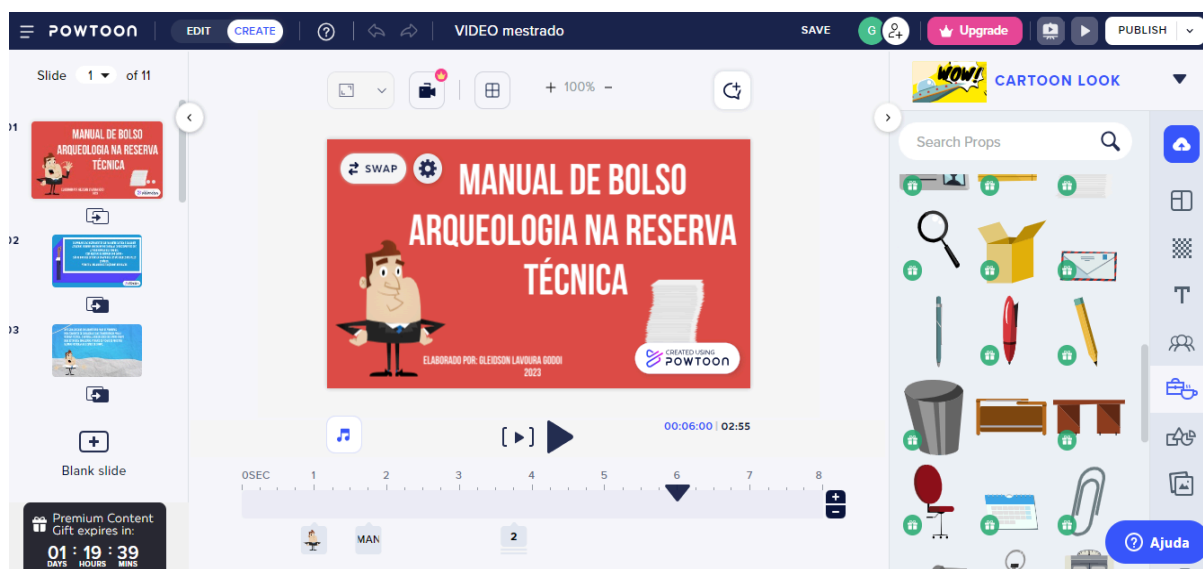 POWTOON
EDIT
CREATE
VIDEO mestrado
SAVE
G
Upgrade
PUBLISH
Slide 1 of 11
01
MANUAL DE BOLSO
ARQUEOLOGIA NA RESERVA
TÉCNICA
02
03
Blank slide
Premium Content
Gift expires in:
01 : 19 : 39
DAYS HOURS MINS
+ 100% −
SWAP
MANUAL DE BOLSO
ARQUEOLOGIA NA RESERVA
TÉCNICA
ELABORADO POR: GLEIDSON LAVOURA GODOI
2023
CREATED USING
POWTOON
00:06:00 | 02:55
0SEC 1 2 3 4 5 6 7 8
MAN
2
WOW!
CARTOON LOOK
Search Props
Ajuda